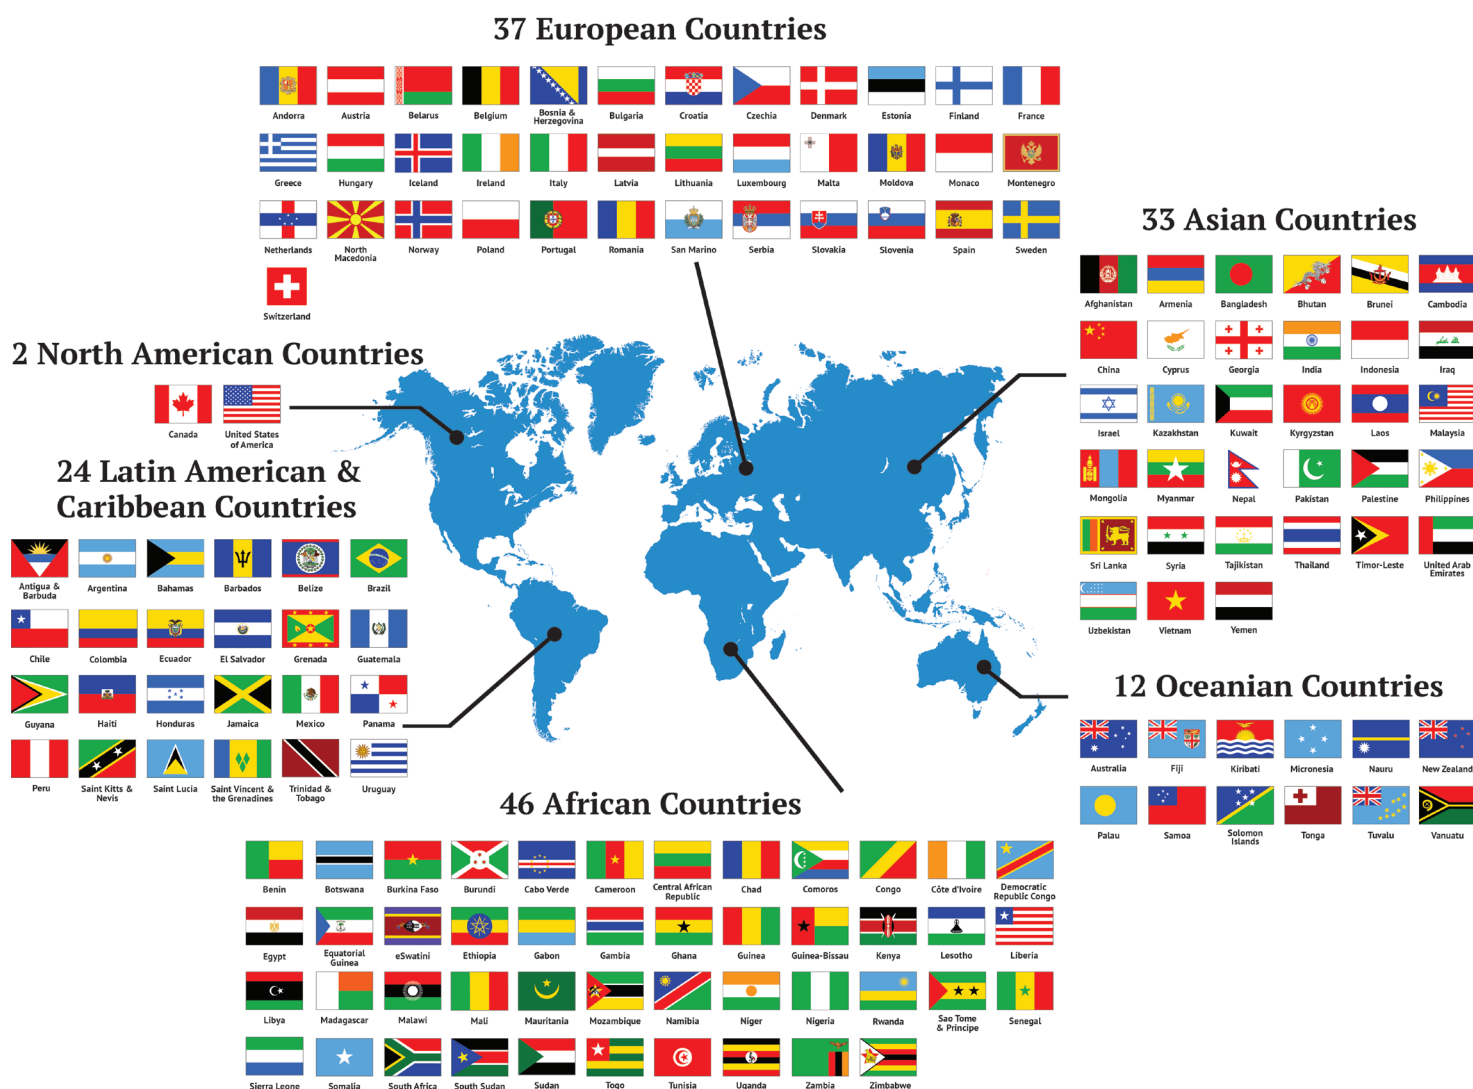 37 European Countries
Andorra
Austria
Belarus
Belgium
Bosnia &
Herzegovina
Bulgaria
Croatia
Czechia
Denmark
Estonia
Finland
France
Greece
Hungary
Iceland
Ireland
Italy
Latvia
Lithuania
Luxembourg
Malta
Moldova
Monaco
Montenegro
Netherlands
North
Macedonia
Norway
Poland
Portugal
Romania
San Marino
Serbia
Slovakia
Slovenia
Spain
Sweden
Switzerland
33 Asian Countries
Afghanistan
Armenia
Bangladesh
Bhutan
Brunei
Cambodia
China
Cyprus
Georgia
India
Indonesia
Iraq
Israel
Kazakhstan
Kuwait
Kyrgyzstan
Laos
Malaysia
Mongolia
Myanmar
Nepal
Pakistan
Palestine
Philippines
Sri Lanka
Syria
Tajikistan
Thailand
Timor-Leste
United Arab
Emirates
Uzbekistan
Vietnam
Yemen
2 North American Countries
Canada
United States
of America
24 Latin American &
Caribbean Countries
Antigua &
Barbuda
Argentina
Bahamas
Barbados
Belize
Brazil
Chile
Colombia
Ecuador
El Salvador
Grenada
Guatemala
Guyana
Haiti
Honduras
Jamaica
Mexico
Panama
Peru
Saint Kitts &
Nevis
Saint Lucia
Saint Vincent &
the Grenadines
Trinidad &
Tobago
Uruguay
12 Oceanian Countries
Australia
Fiji
Kiribati
Micronesia
Nauru
New Zealand
Palau
Samoa
Solomon
Islands
Tonga
Tuvalu
Vanuatu
46 African Countries
Benin
Botswana
Burkina Faso
Burundi
Cabo Verde
Cameroon
Central African
Republic
Chad
Comoros
Congo
Côte d'Ivoire
Democratic
Republic Congo
Egypt
Equatorial
Guinea
eSwatini
Ethiopia
Gabon
Gambia
Ghana
Guinea
Guinea-Bissau
Kenya
Lesotho
Liberia
Libya
Madagascar
Malawi
Mali
Mauritania
Mozambique
Namibia
Niger
Nigeria
Rwanda
Sao Tome
& Principe
Senegal
Sierra Leone
Somalia
South Africa
South Sudan
Sudan
Togo
Tunisia
Uganda
Zambia
Zimbabwe